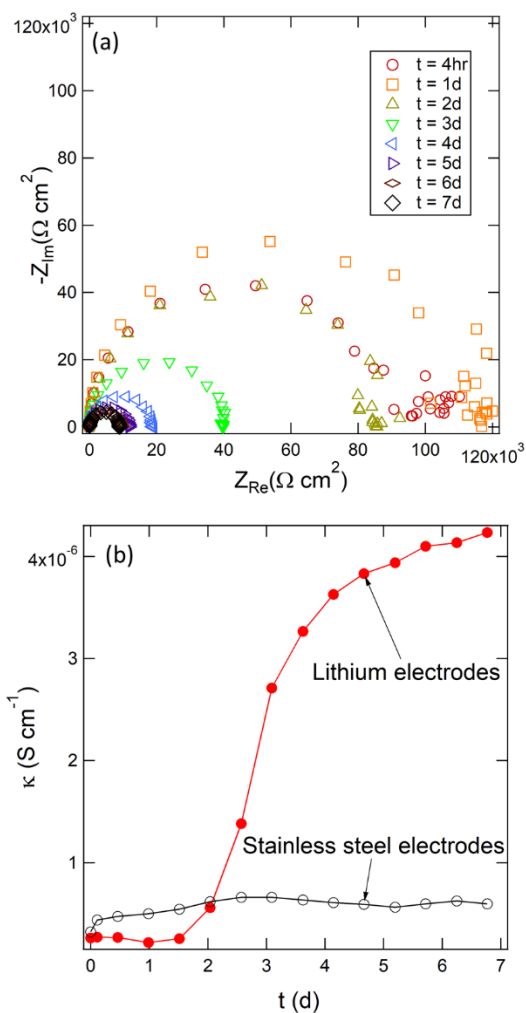 120x10³
(a)
t = 4hr
t = 1d
t = 2d
t = 3d
t = 4d
t = 5d
t = 6d
t = 7d
100
80
60
40
20
0
-Z_Im(Ω cm²)
0 20 40 60 80 100 120x10³
Z_Re(Ω cm²)
(b)
4x10⁻⁶
3
2
1
κ (S cm⁻¹)
Lithium electrodes
Stainless steel electrodes
0 1 2 3 4 5 6 7
t (d)